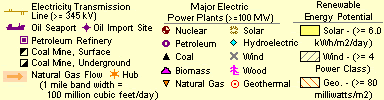 Electricity Transmission
Line (>= 345 kV)
Oil Seaport
Oil Import Site
Petroleum Refinery
Coal Mine, Surface
Coal Mine, Underground
Natural Gas Flow
Hub
(1 mile band width =
100 million cubic feet/day)
Major Electric
Power Plants (>=100 MW)
Nuclear
Solar
Petroleum
Hydroelectric
Coal
Wind
Biomass
Wood
Natural Gas
Geothermal
Renewable
Energy Potential
Solar - (>= 6.0
kWh/m2/day)
Wind - (>= 4
Power Class)
Geo. - (>= 80
milliwatts/m2)